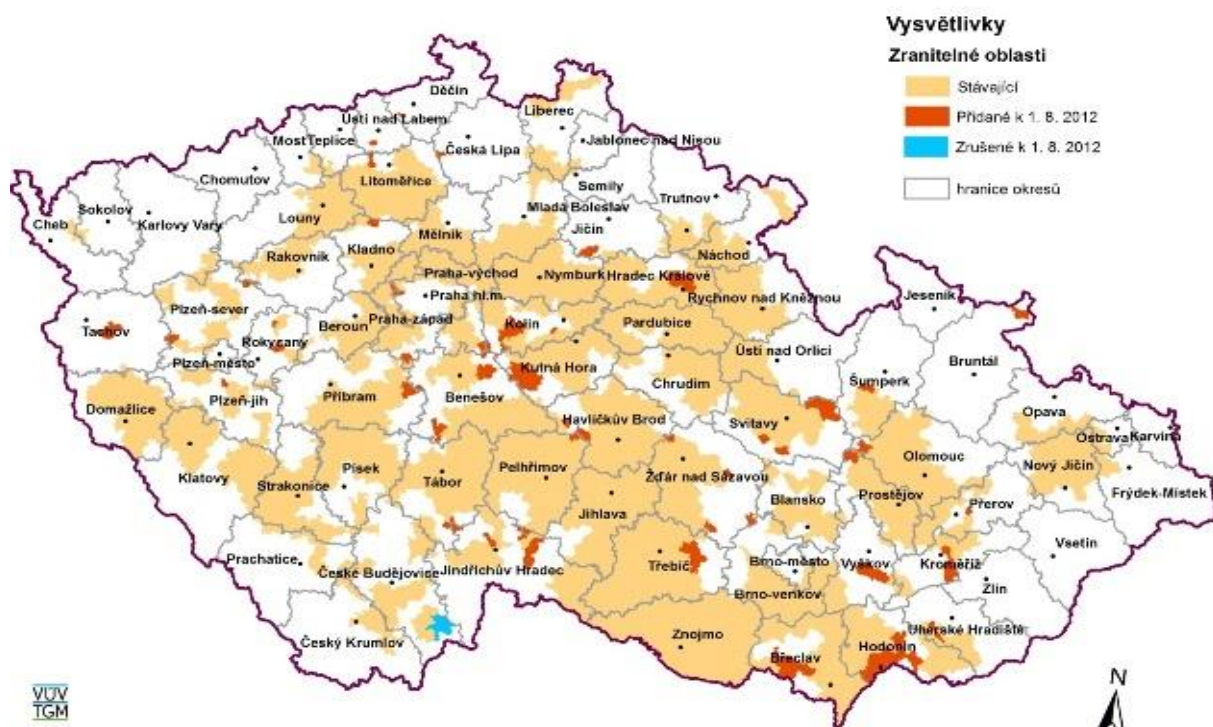 Vysvětlivky
Zranitelné oblasti
Stávající
Přidané k 1. 8. 2012
Zrušené k 1. 8. 2012
hranice okresů
Děčín
Liberec
Ústí nad Labem
Most
Teplice
Česká Lípa
Jablonec nad Nisou
Chomutov
Litoměřice
Semily
Trutnov
Sokolov
Cheb
Karlovy Vary
Louny
Mladá Boleslav
Jičín
Mělník
Náchod
Kladno
Rakovník
Praha-východ
Nymburk
Hradec Králové
Praha hl.m.
Rychnov nad Kněžnou
Jeseník
Plzeň-sever
Tachov
Beroun
Praha-západ
Kolín
Pardubice
Rokycany
Plzeň-město
Ústí nad Orlicí
Bruntál
Kutná Hora
Chrudim
Šumperk
Plzeň-jih
Příbram
Benešov
Opava
Domažlice
Havlíčkův Brod
Svitavy
Ostrava
Karviná
Olomouc
Nový Jičín
Klatovy
Písek
Pelhřimov
Žďár nad Sázavou
Strakonice
Tábor
Blansko
Prostějov
Přerov
Frýdek-Místek
Jihlava
Vsetín
Prachatice
České Budějovice
Jindřichův Hradec
Třebíč
Brno-město
Vyškov
Kroměříž
Zlín
Brno-venkov
Český Krumlov
Znojmo
Uherské Hradiště
Břeclav
Hodonín
N
VÚV
TGM